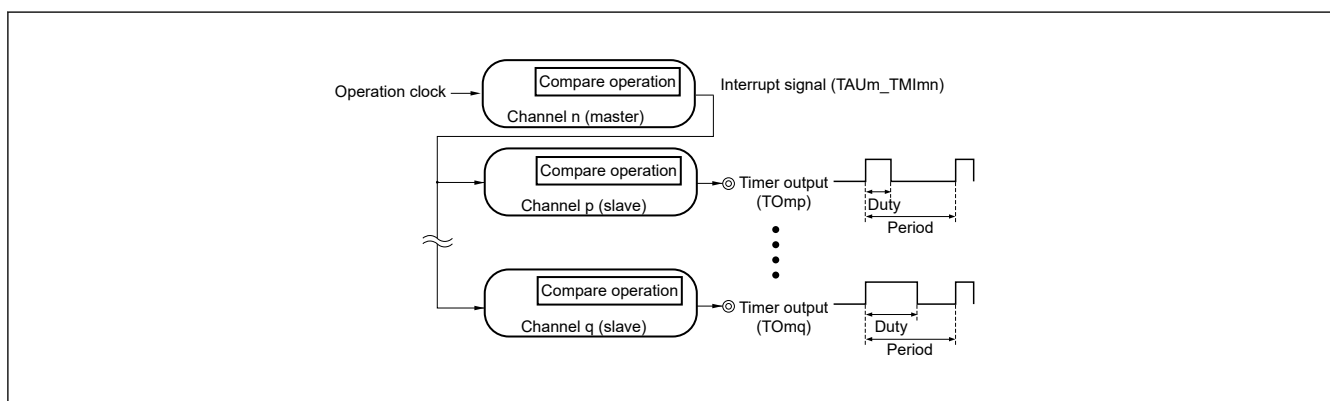 Compare operation
Operation clock
Interrupt signal (TAUm_TMImn)
Channel n (master)
Compare operation
Timer output
(TOmp)
Channel p (slave)
Duty
Period
Compare operation
Timer output
(TOmq)
Channel q (slave)
Duty
Period